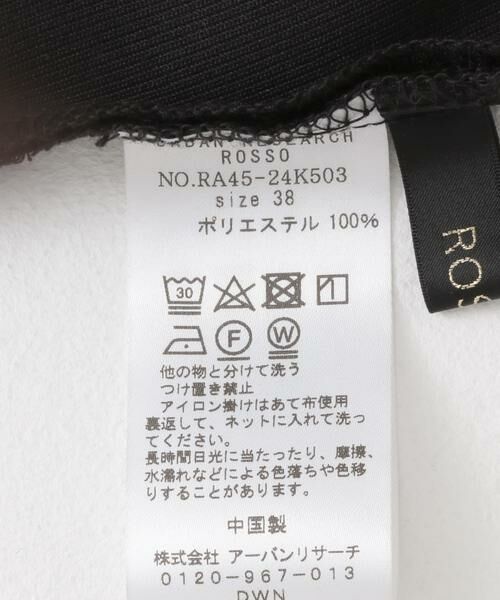 URBAN RESEARCH
ROSSO
NO.RA45-24K503
size 38
ポリエステル 100%
30
F
W
他の物と分けて洗う
つけ置き禁止
アイロン掛けはあて布使用
裏返して、ネットに入れて洗っ
てください。
長時間日光に当たったり、摩擦、
水濡れなどによる色落ちや色移
りすることがあります。
中国製
株式会社 アーバンリサーチ
0120-967-013
DWN
ROS